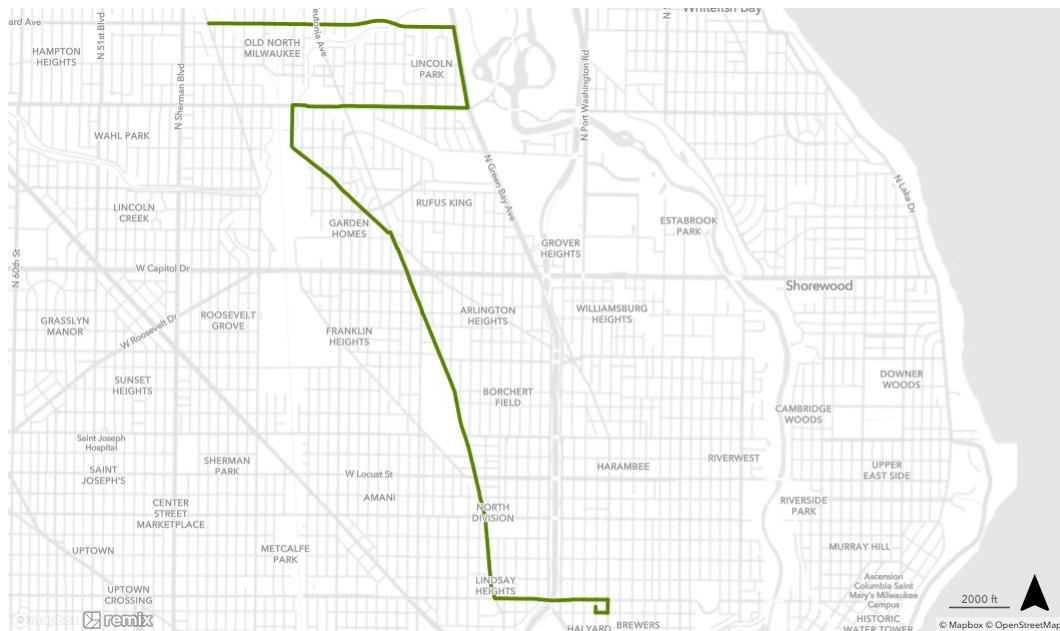 Whitefish Bay
ard Ave
N 51st Blvd
eutonia Ave
HAMPTON
HEIGHTS
OLD NORTH
MILWAUKEE
LINCOLN
PARK
N Sherman Blvd
N Port Washington Rd
WAHL PARK
N Green Bay Ave
N Lake Dr
LINCOLN
CREEK
RUFUS KING
GARDEN
HOMES
ESTABROOK
PARK
GROVER
HEIGHTS
N 60th St
W Capitol Dr
Shorewood
GRASSLYN
MANOR
W Roosevelt Dr
ROOSEVELT
GROVE
ARLINGTON
HEIGHTS
WILLIAMSBURG
HEIGHTS
FRANKLIN
HEIGHTS
SUNSET
HEIGHTS
DOWNER
WOODS
BORCHERT
FIELD
CAMBRIDGE
WOODS
Saint Joseph
Hospital
SAINT
JOSEPH'S
SHERMAN
PARK
W Locust St
HARAMBEE
RIVERWEST
UPPER
EAST SIDE
AMANI
CENTER
STREET
MARKETPLACE
NORTH
DIVISION
RIVERSIDE
PARK
UPTOWN
METCALFE
PARK
MURRAY HILL
UPTOWN
CROSSING
LINDSAY
HEIGHTS
Ascension
Columbia Saint
Mary's Milwaukee
Campus
HISTORIC
WATER TOWER
HALYARD
BREWERS
2000 ft
mapbox
remix
© Mapbox © OpenStreetMap